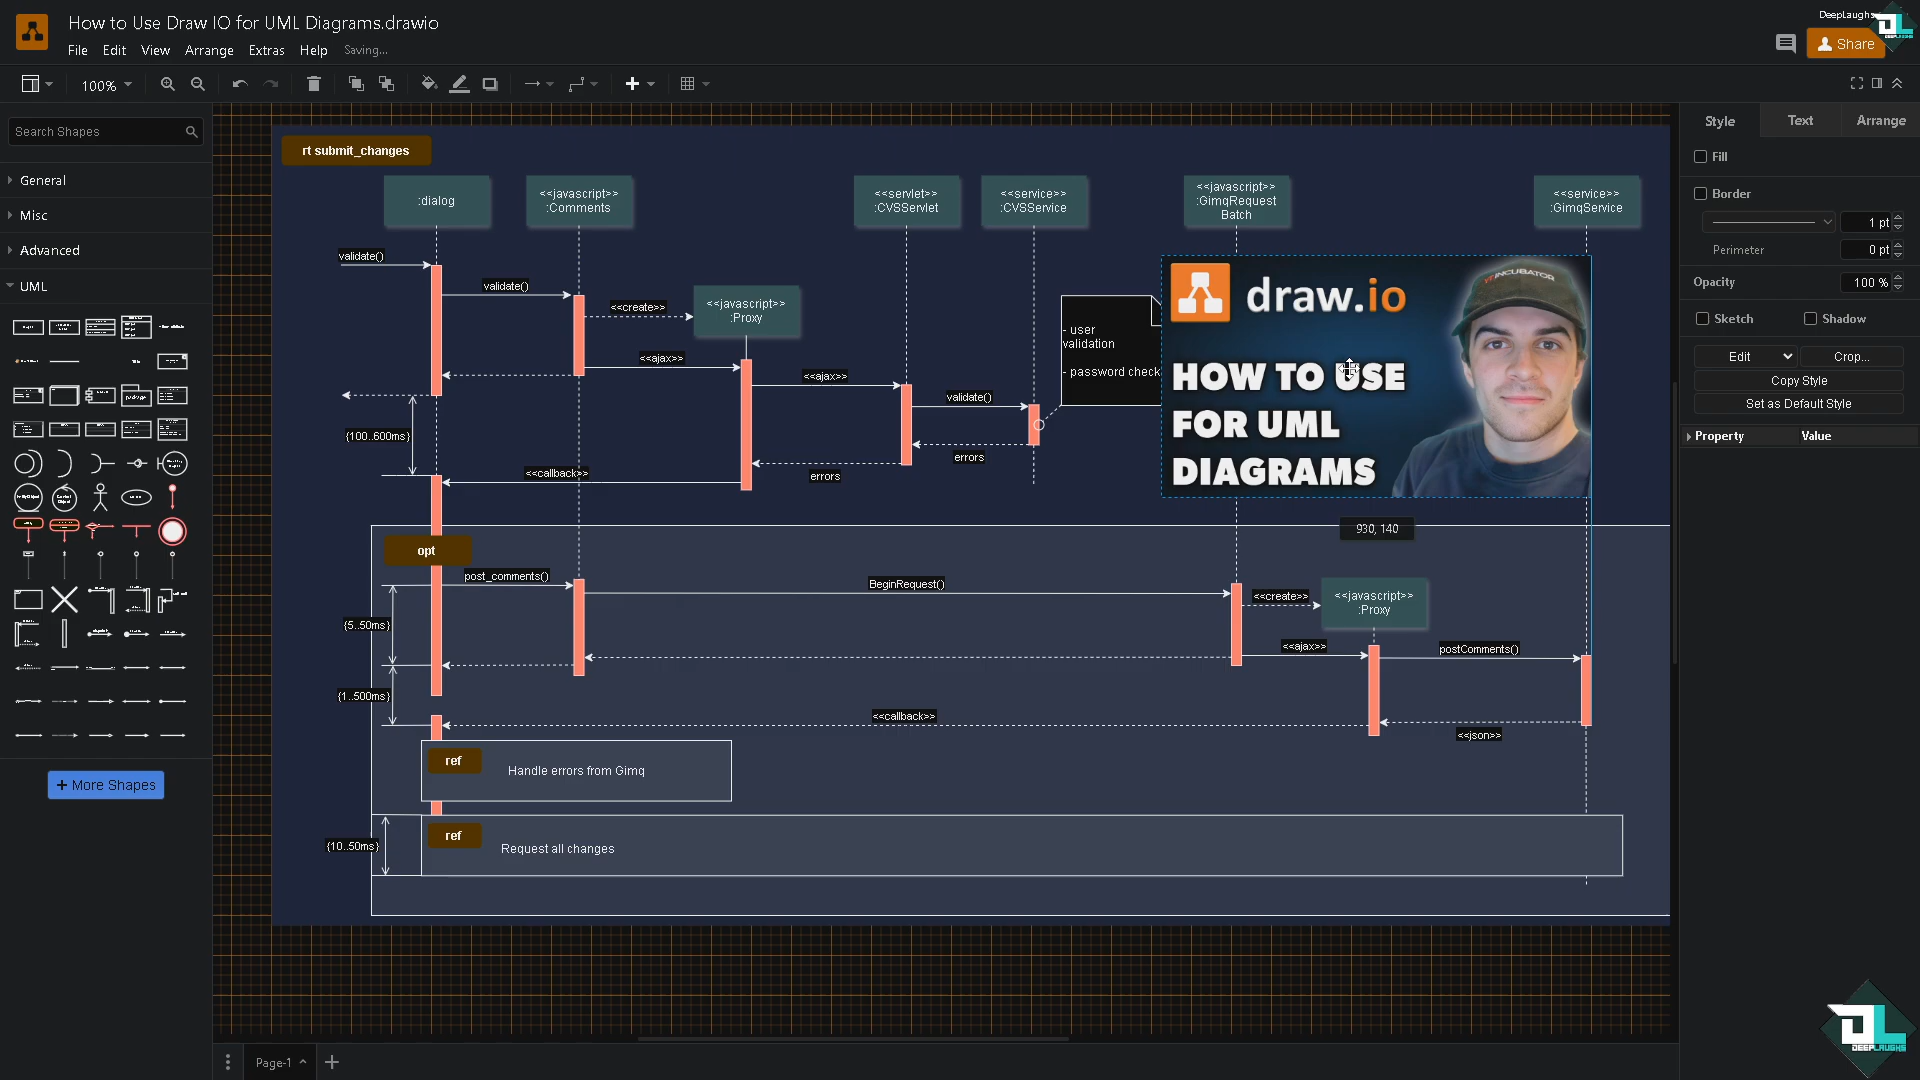 How to Use Draw IO for UML Diagrams.drawio
File Edit View Arrange Extras Help Saving...
DeepLaughs
Share
100%
Search Shapes
General
Misc
Advanced
UML
package
More Shapes
rt submit_changes
:dialog
<<javascript>>
:Comments
<<servlet>>
:CVSServlet
<<service>>
:CVSService
<<javascript>>
:GimqRequest
Batch
<<service>>
:GimqService
validate()
validate()
<<create>>
<<javascript>>
:Proxy
<<ajax>>
<<ajax>>
validate()
- user
validation
- password check
draw.io
HOW TO USE
FOR UML
DIAGRAMS
YT INCUBATOR
{100..600ms}
errors
errors
<<callback>>
930, 140
opt
post_comments()
BeginRequest()
<<create>>
<<javascript>>
:Proxy
{5..50ms}
<<ajax>>
postComments()
{1..500ms}
<<callback>>
<<json>>
ref
Handle errors from Gimq
ref
Request all changes
{10..50ms}
Page-1
Style Text Arrange
Fill
Border
1 pt
Perimeter 0 pt
Opacity 100 %
Sketch Shadow
Edit Crop...
Copy Style
Set as Default Style
Property Value
DL
DEEPLAUGHS